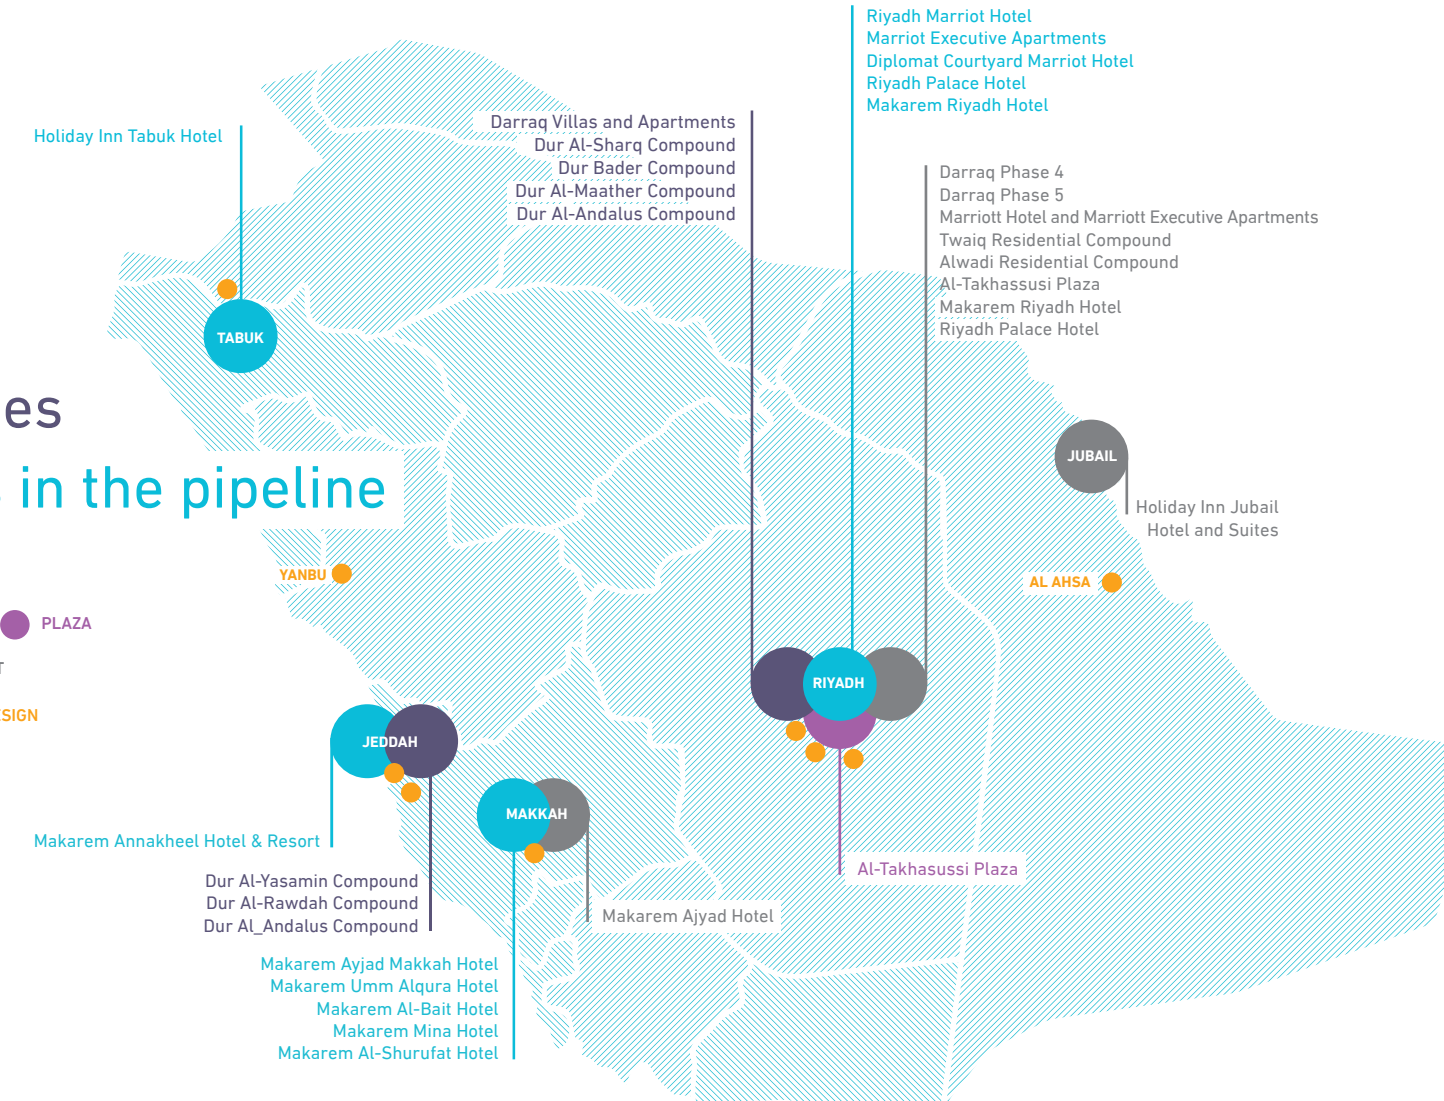 Riyadh Marriot Hotel
Marriot Executive Apartments
Diplomat Courtyard Marriot Hotel
Riyadh Palace Hotel
Makarem Riyadh Hotel
Holiday Inn Tabuk Hotel
Darraq Villas and Apartments
Dur Al-Sharq Compound
Dur Bader Compound
Dur Al-Maather Compound
Dur Al-Andalus Compound
Darraq Phase 4
Darraq Phase 5
Marriott Hotel and Marriott Executive Apartments
Twaiq Residential Compound
Alwadi Residential Compound
Al-Takhassusi Plaza
Makarem Riyadh Hotel
Riyadh Palace Hotel
TABUK
es
in the pipeline
JUBAIL
Holiday Inn Jubail
Hotel and Suites
YANBU
AL AHSA
PLAZA
T
SIGN
RIYADH
JEDDAH
MAKKAH
Makarem Annakheel Hotel & Resort
Al-Takhasussi Plaza
Dur Al-Yasamin Compound
Dur Al-Rawdah Compound
Dur Al_Andalus Compound
Makarem Ajyad Hotel
Makarem Ayjad Makkah Hotel
Makarem Umm Alqura Hotel
Makarem Al-Bait Hotel
Makarem Mina Hotel
Makarem Al-Shurufat Hotel